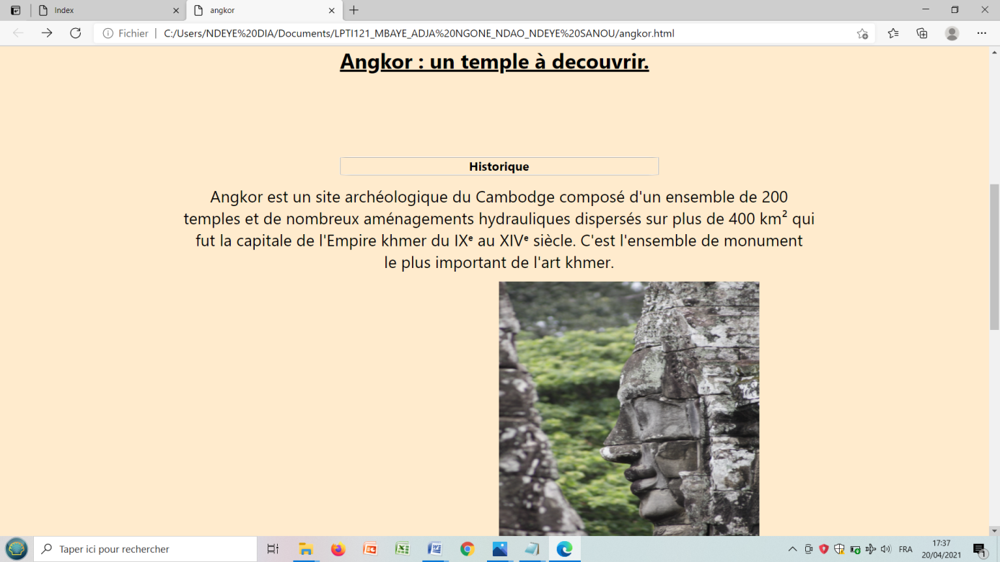 Index
angkor
Fichier
C:/Users/NDEYE%20DIA/Documents/LPTI121_MBAYE_ADJA%20NGONE_NDAO_NDEYE%20SANOU/angkor.html
Angkor : un temple à decouvrir.
Historique
Angkor est un site archéologique du Cambodge composé d'un ensemble de 200
temples et de nombreux aménagements hydrauliques dispersés sur plus de 400 km² qui
fut la capitale de l'Empire khmer du IXᵉ au XIVᵉ siècle. C'est l'ensemble de monument
le plus important de l'art khmer.
Taper ici pour rechercher
FRA
17:37
20/04/2021
1